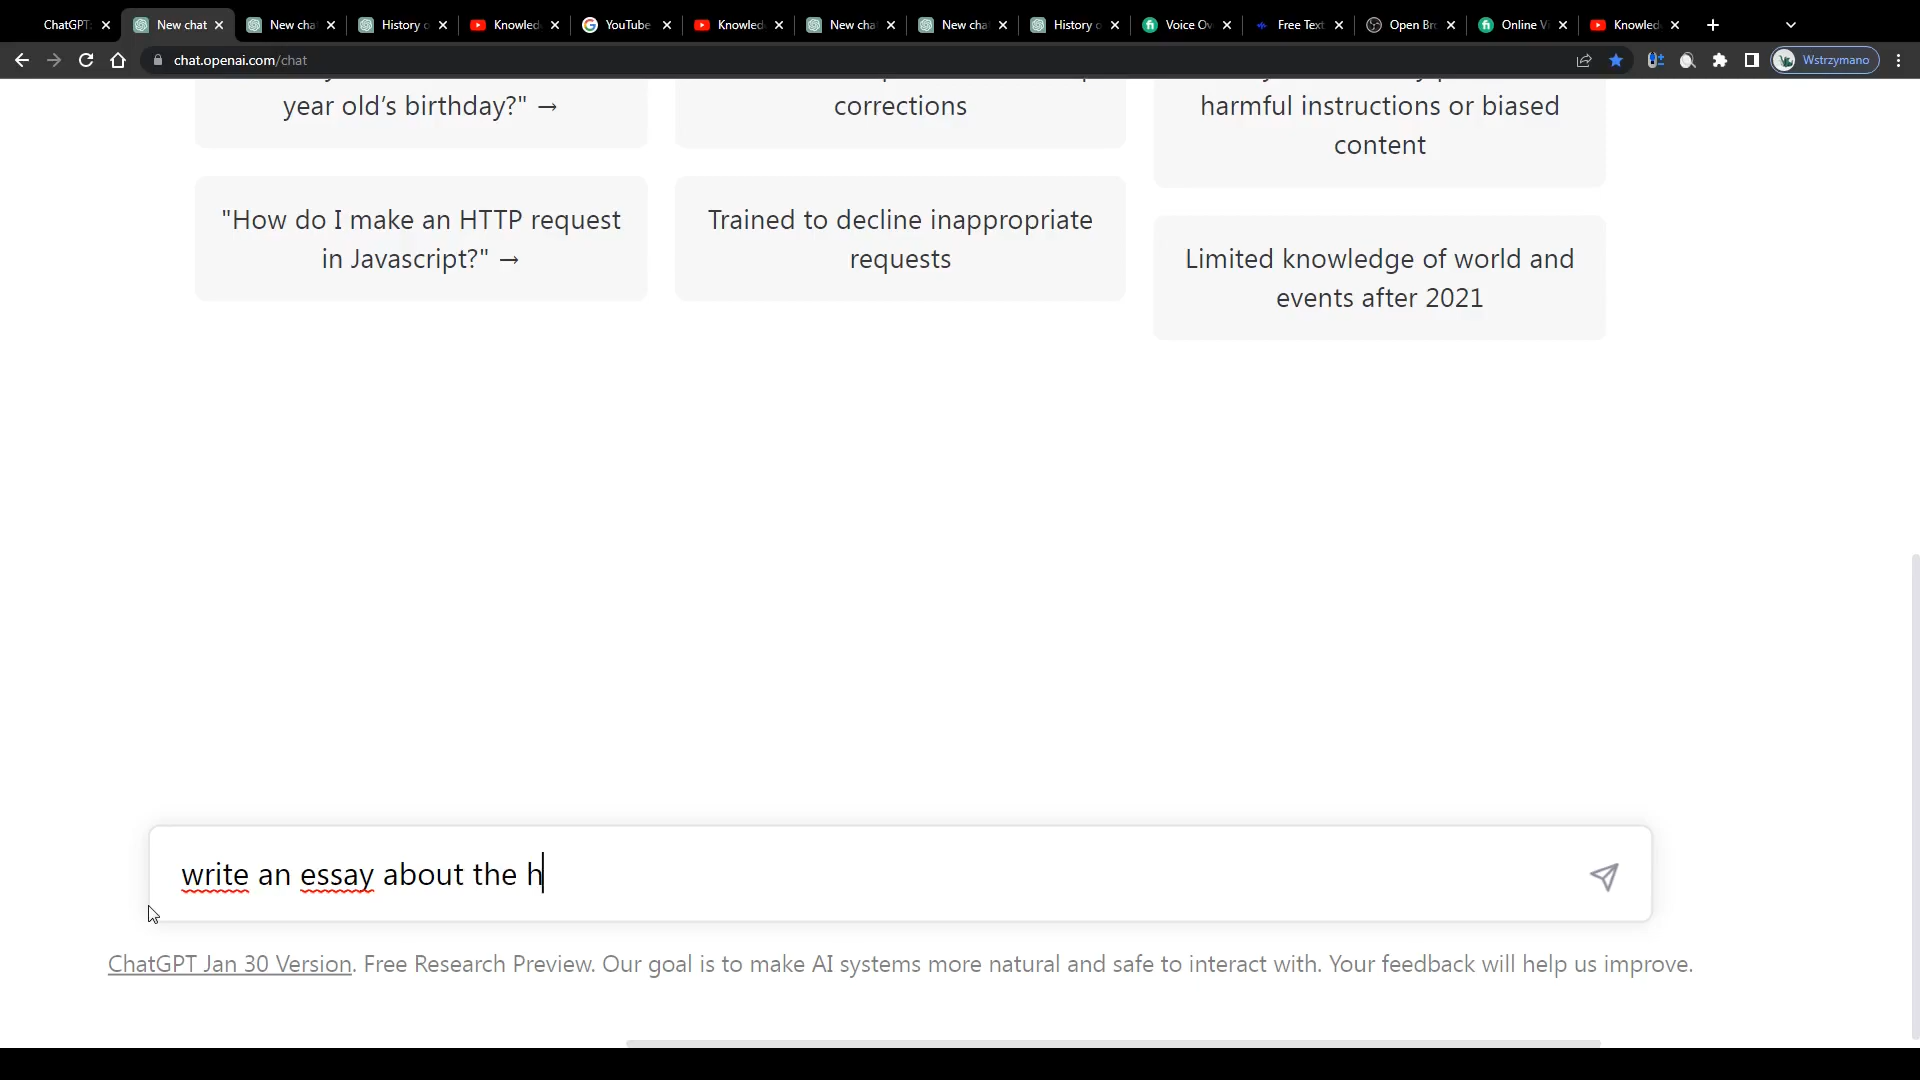 ChatGPT:
New chat
New cha
History o
Knowled
YouTube
Knowled
New cha
New cha
History o
Voice Ov
Free Text
Open Bro
Online Vi
Knowled
chat.openai.com/chat
Wstrzymano
year old’s birthday?" →
corrections
harmful instructions or biased
content
"How do I make an HTTP request
in Javascript?" →
Trained to decline inappropriate
requests
Limited knowledge of world and
events after 2021
write an essay about the h
ChatGPT Jan 30 Version. Free Research Preview. Our goal is to make AI systems more natural and safe to interact with. Your feedback will help us improve.